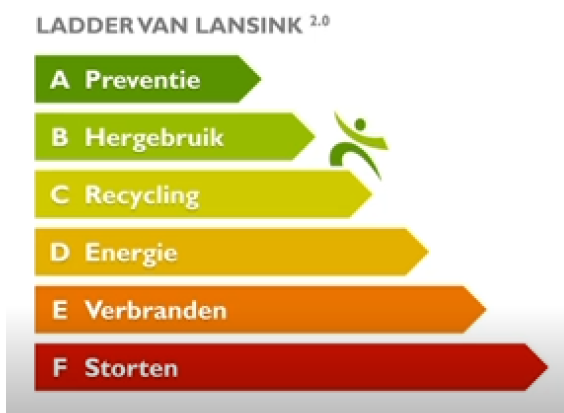 LADDER VAN LANSINK 2.0
A Preventie
B Hergebruik
C Recycling
D Energie
E Verbranden
F Storten